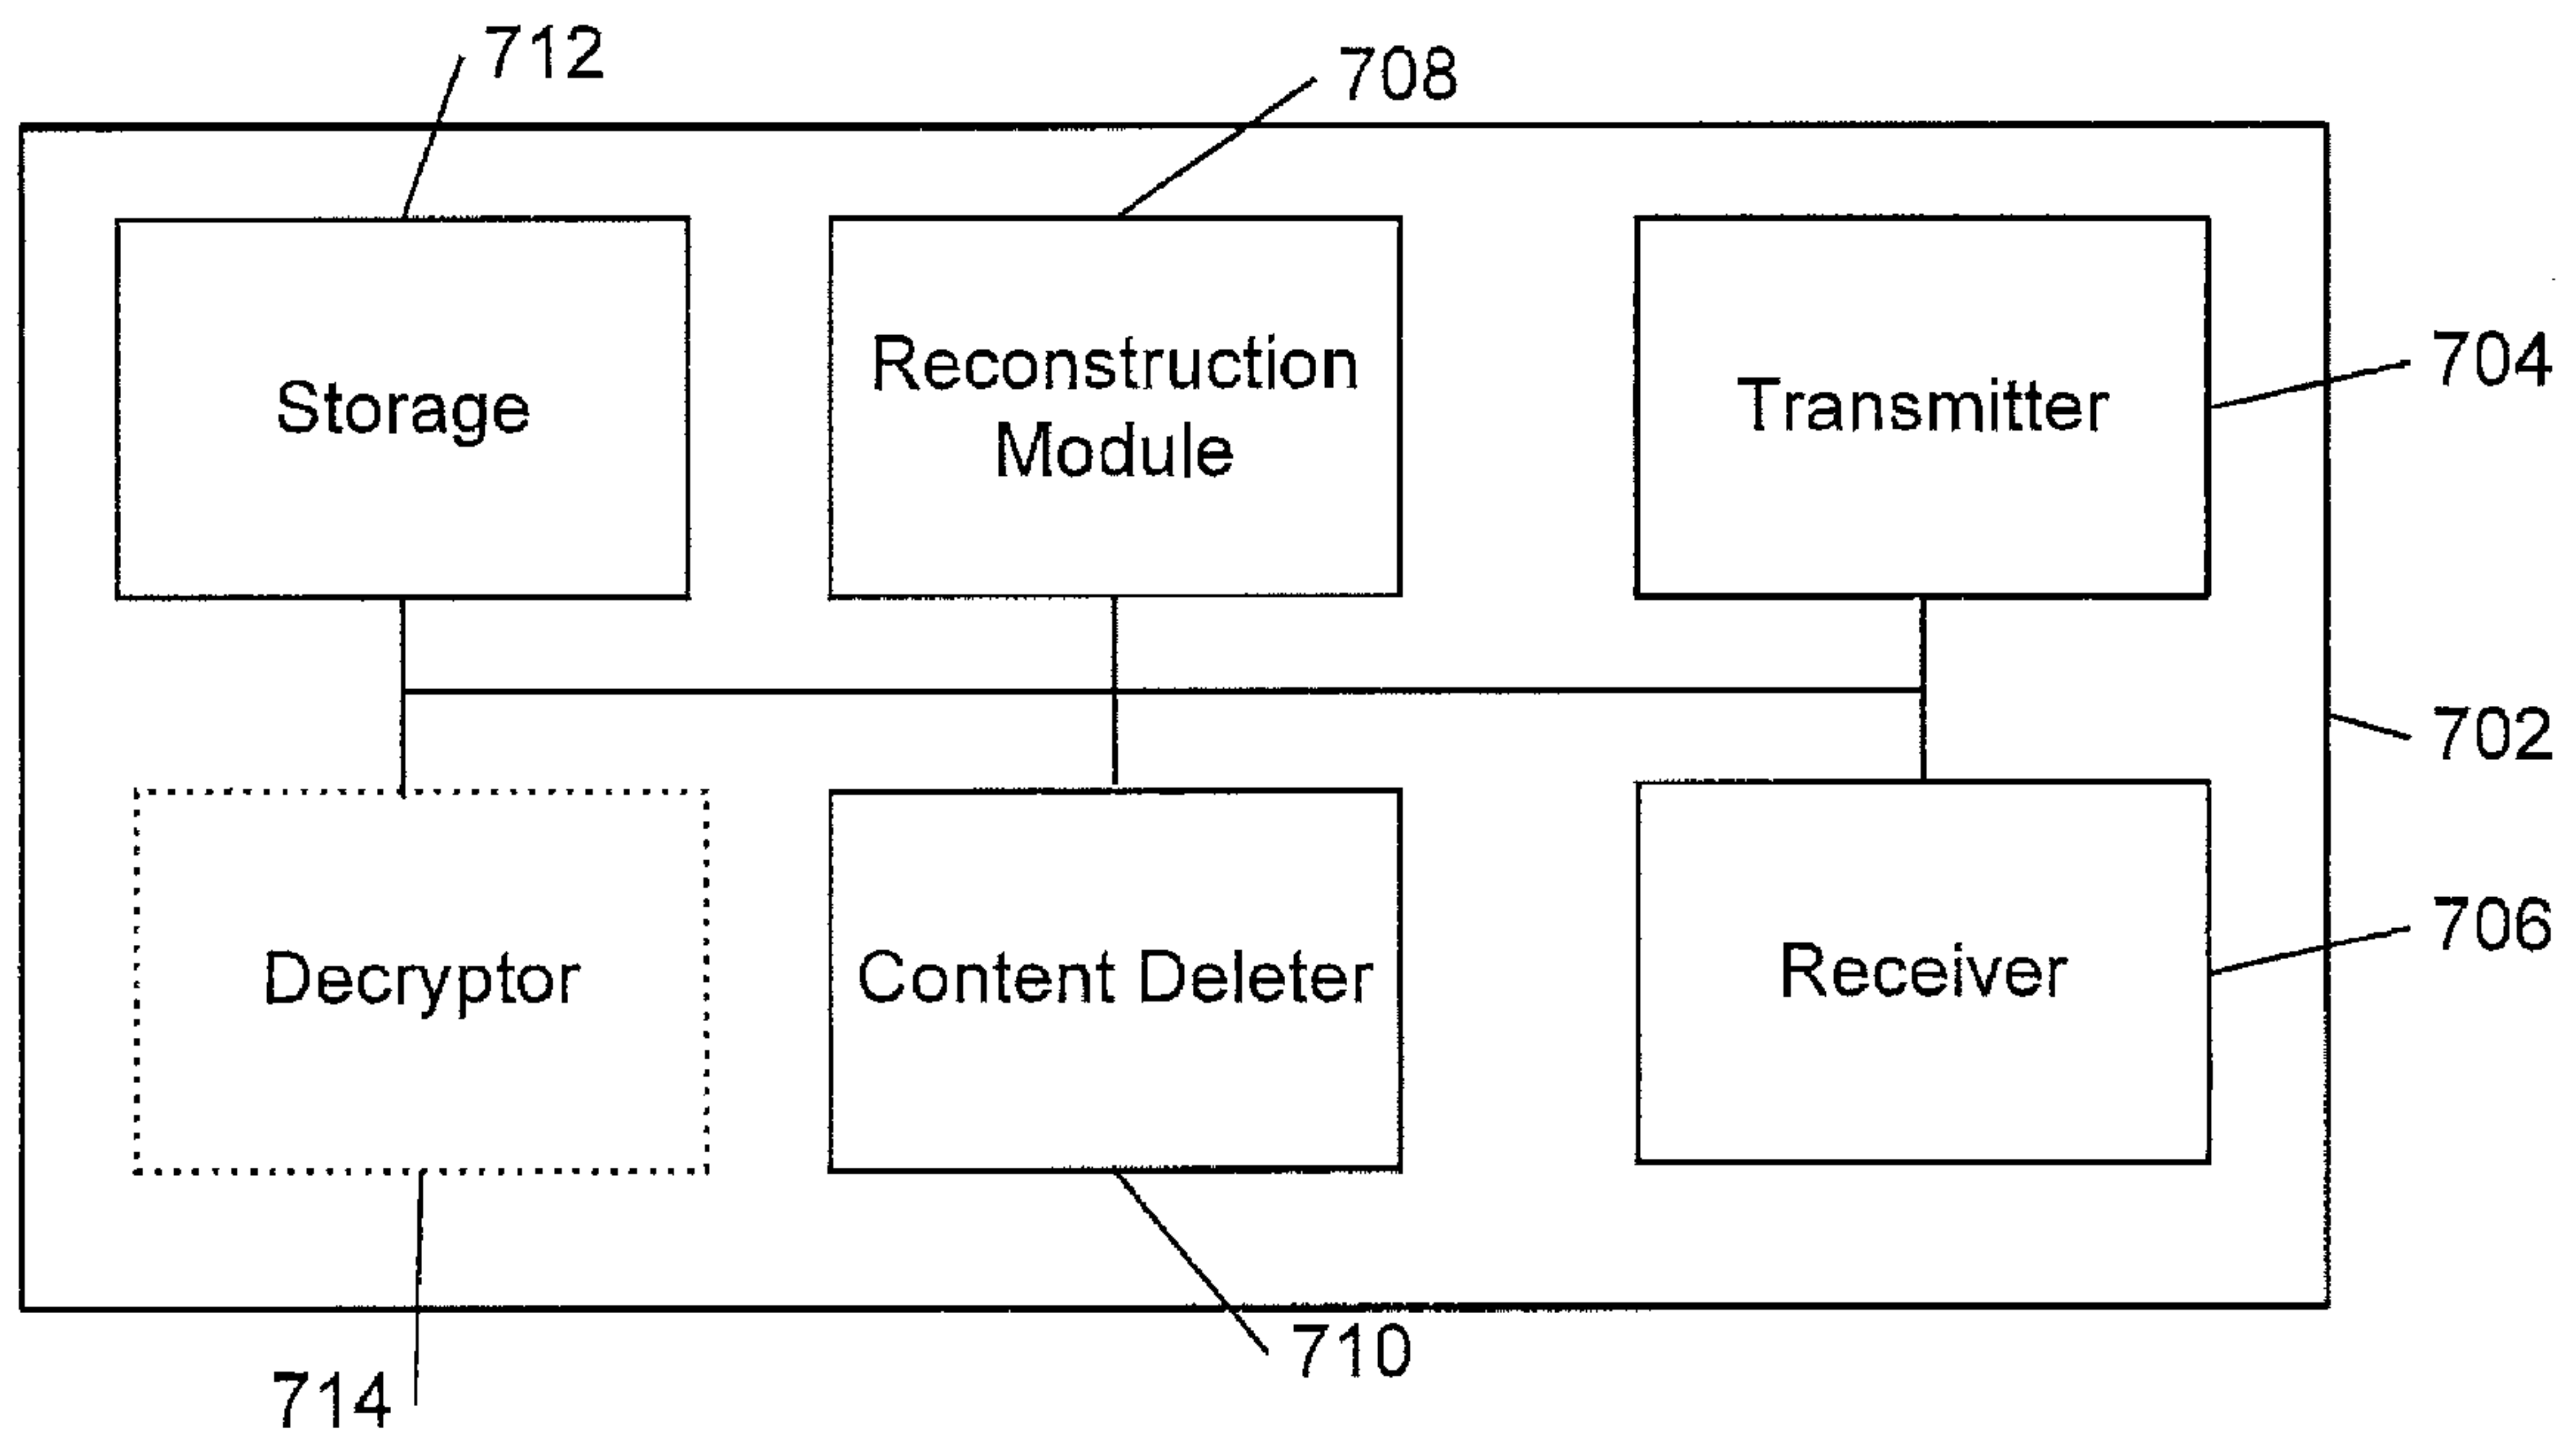 712
708
Storage
Reconstruction
Module
Transmitter
704
702
Decryptor
Content Deleter
Receiver
706
714
710